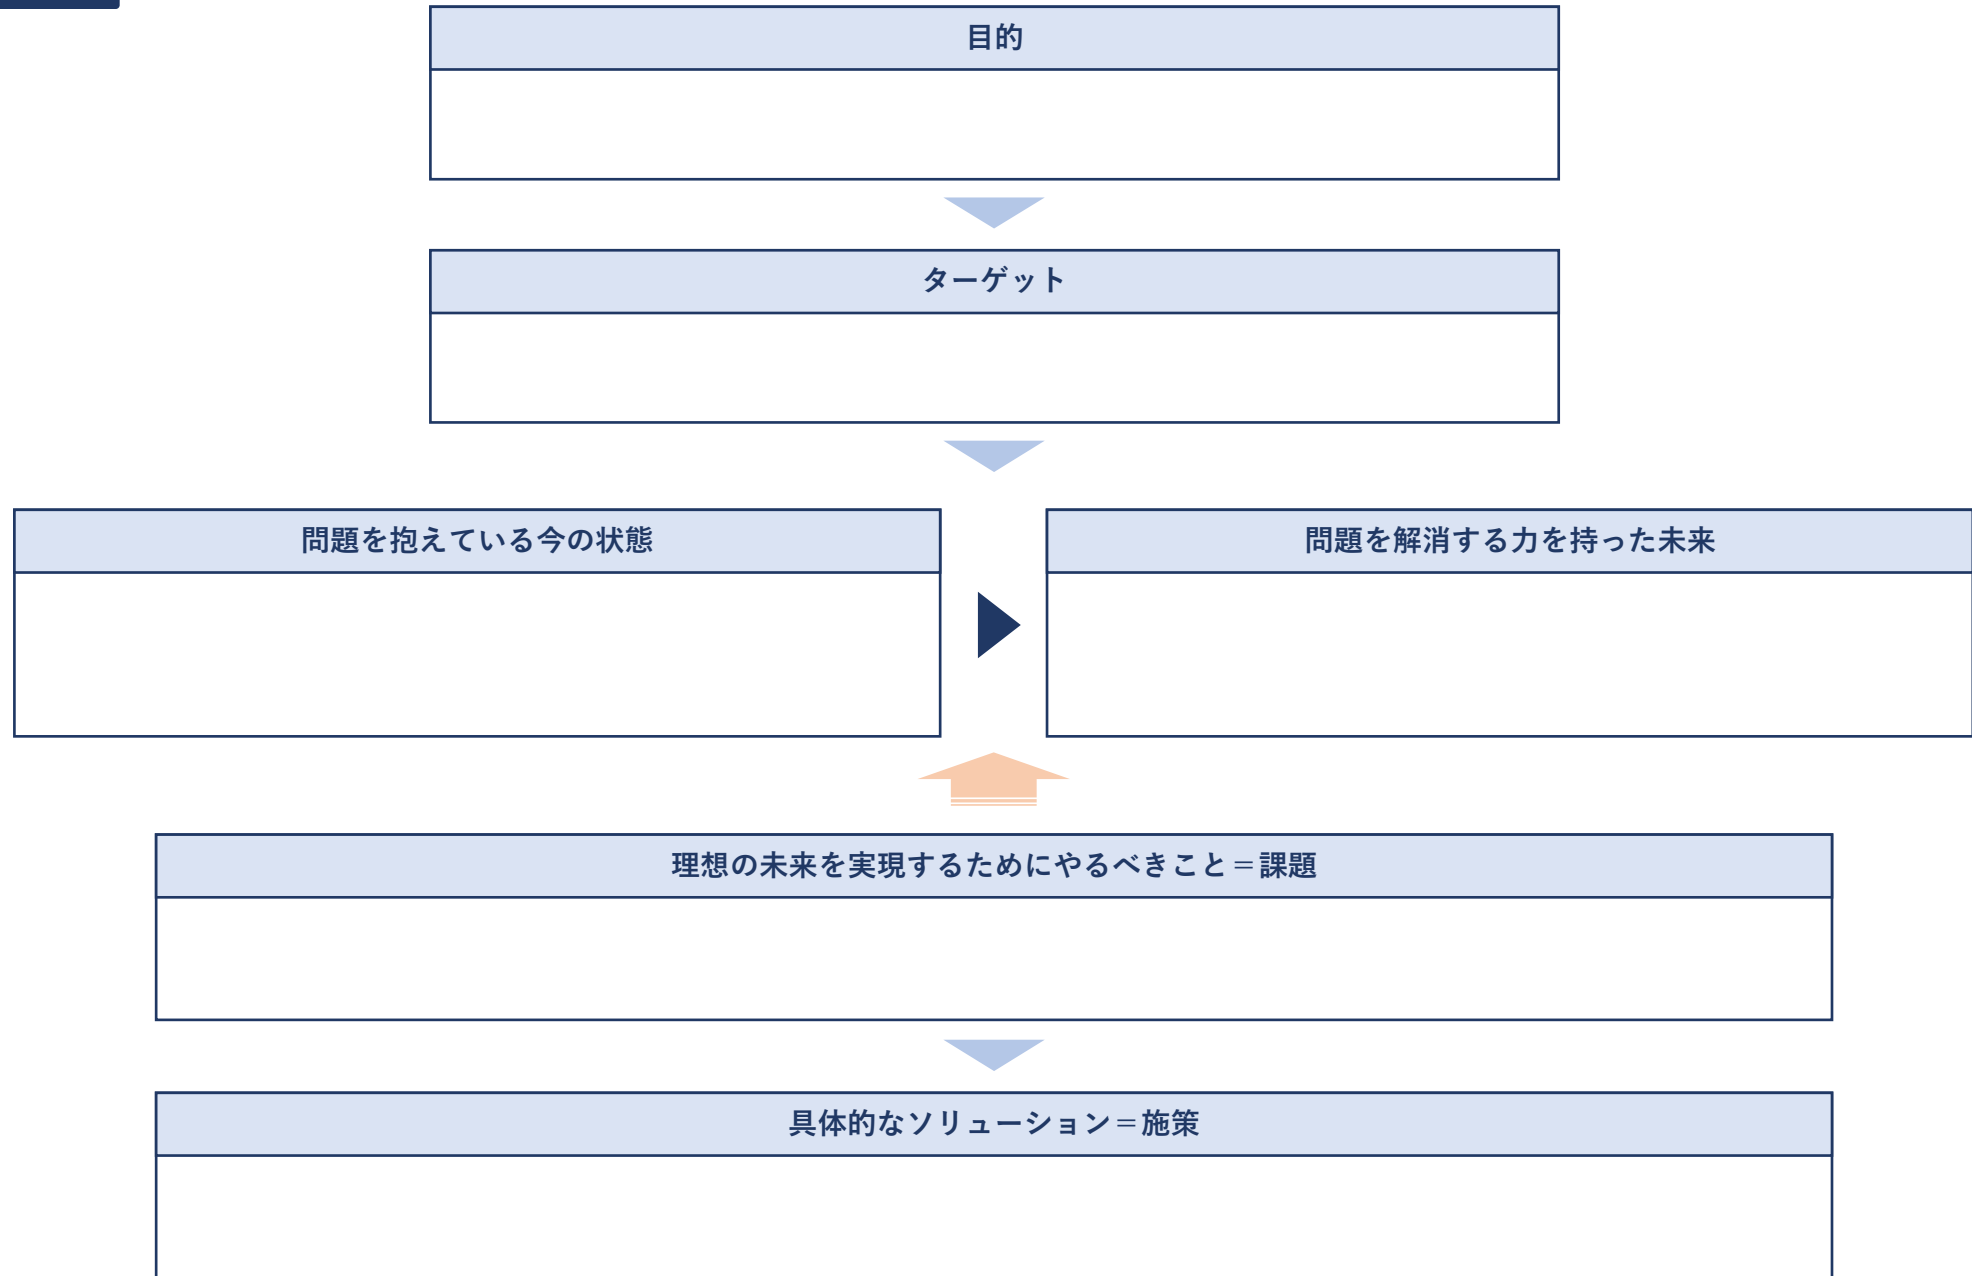 目的
ターゲット
問題を抱えている今の状態
問題を解消する力を持った未来
理想の未来を実現するためにやるべきこと＝課題
具体的なソリューション＝施策